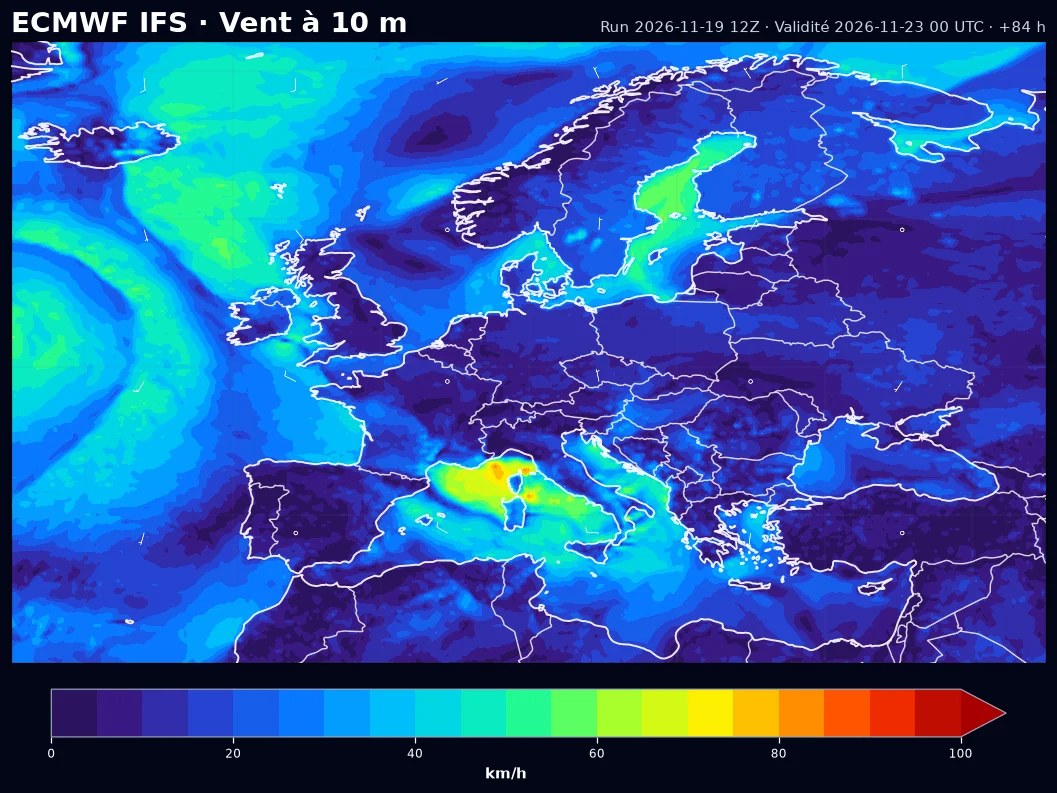 ECMWF IFS · Vent à 10 m
Run 2026-11-19 12Z · Validité 2026-11-23 00 UTC · +84 h
0 20 40 60 80 100
km/h